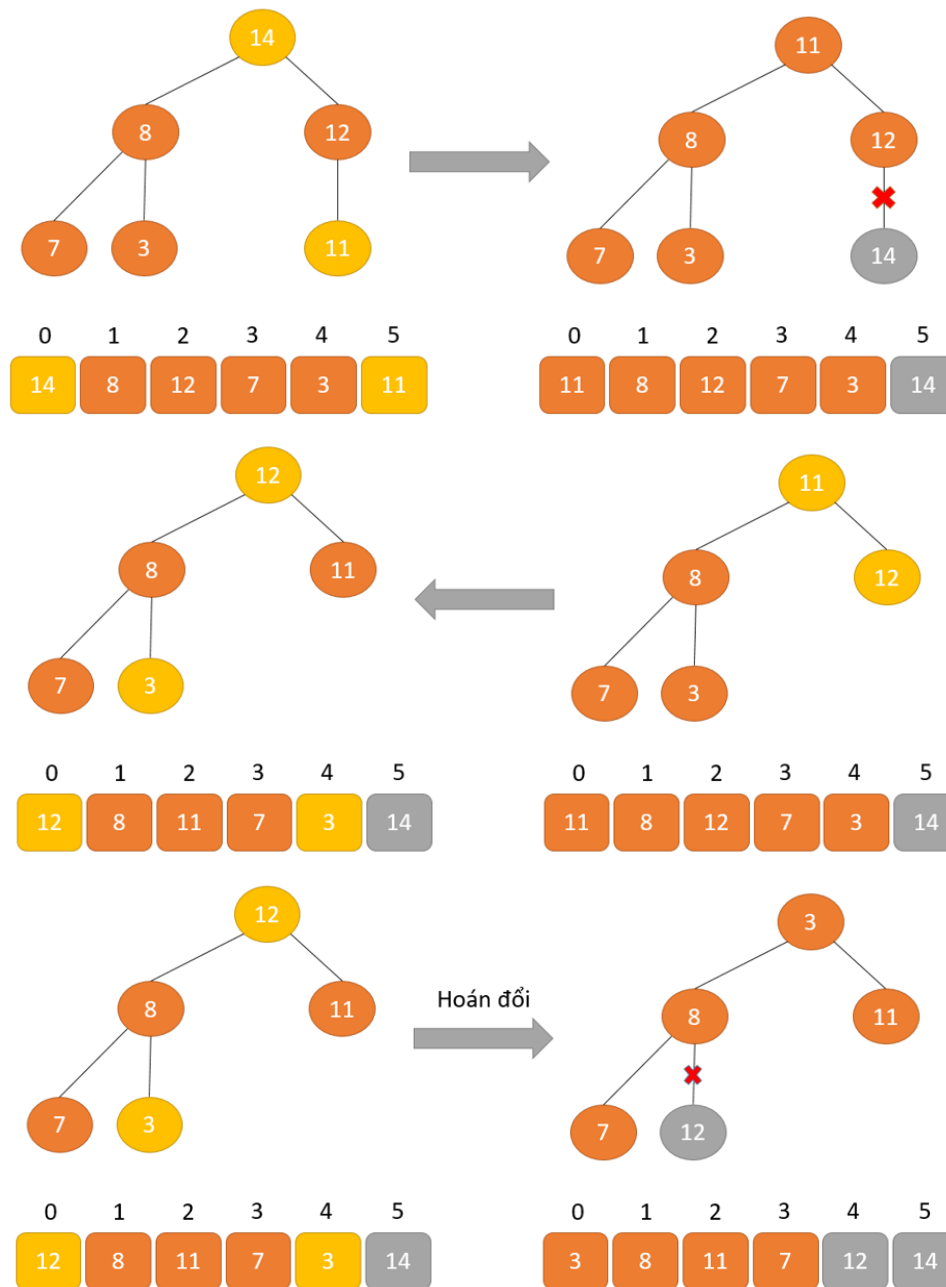 14 11
8 12 8 12
7 3 11 7 3 14
0 1 2 3 4 5 0 1 2 3 4 5
14 8 12 7 3 11 11 8 12 7 3 14
12 11
8 11 8 12
7 3 7 3
0 1 2 3 4 5 0 1 2 3 4 5
12 8 11 7 3 14 11 8 12 7 3 14
12 3
8 11 Hoán đổi 8 11
7 3 7 12
0 1 2 3 4 5 0 1 2 3 4 5
12 8 11 7 3 14 3 8 11 7 12 14